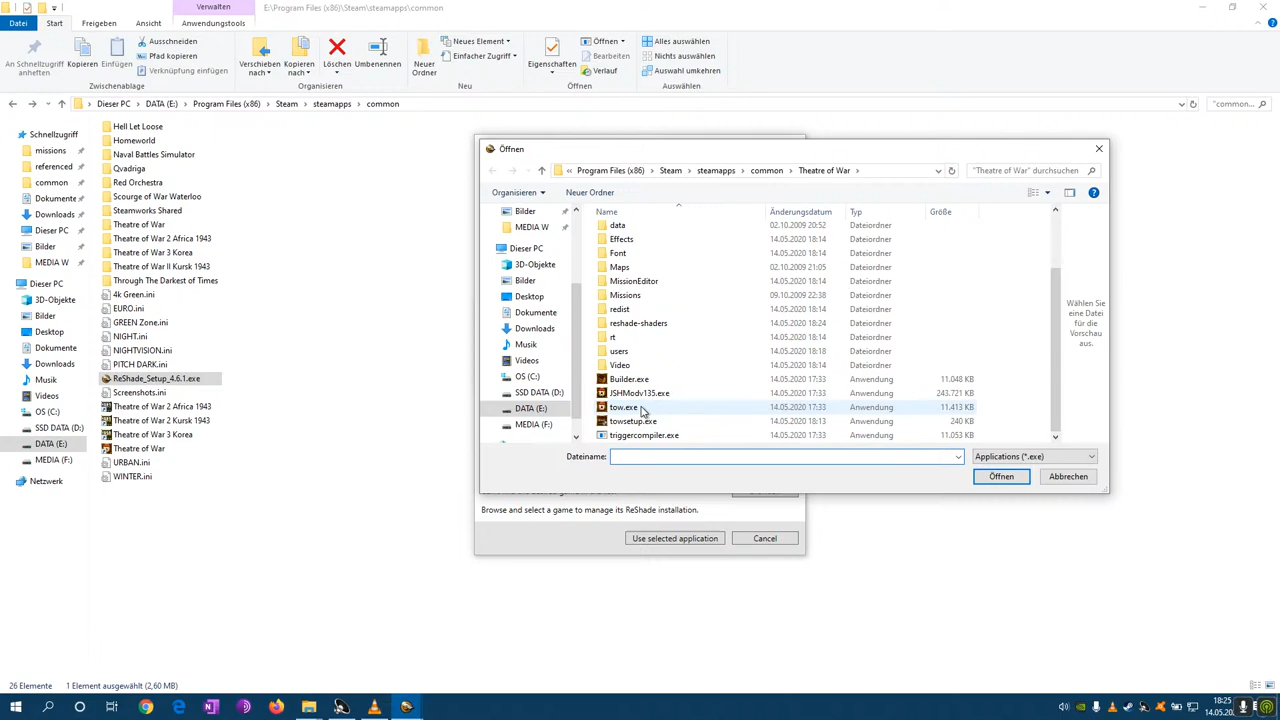 Verwalten
E:\Program Files (x86)\Steam\steamapps\common
Datei Start Freigeben Ansicht Anwendungstools
An Schnellzugriff anheften
Kopieren
Einfügen
Ausschneiden
Pfad kopieren
Verknüpfung einfügen
Verschieben nach
Kopieren nach
Löschen
Umbenennen
Neuer Ordner
Neues Element
Einfacher Zugriff
Eigenschaften
Öffnen
Bearbeiten
Verlauf
Alles auswählen
Nichts auswählen
Auswahl umkehren
Zwischenablage Organisieren Neu Öffnen Auswählen
Dieser PC > DATA (E:) > Program Files (x86) > Steam > steamapps > common
"common...
Schnellzugriff
missions
referenced
common
Dokumente
Downloads
Dieser PC
Bilder
MEDIA W
Dieser PC
3D-Objekte
Bilder
Desktop
Dokumente
Downloads
Musik
Videos
OS (C:)
SSD DATA (D:)
DATA (E:)
MEDIA (F:)
Netzwerk
Hell Let Loose
Homeworld
Naval Battles Simulator
Qvadriga
Red Orchestra
Scourge of War Waterloo
Steamworks Shared
Theatre of War
Theatre of War 2 Africa 1943
Theatre of War 3 Korea
Theatre of War II Kursk 1943
Through The Darkest of Times
4k Green.ini
EURO.ini
GREEN Zone.ini
NIGHT.ini
NIGHTVISION.ini
PITCH DARK.ini
ReShade_Setup_4.6.1.exe
Screenshots.ini
Theatre of War 2 Africa 1943
Theatre of War 2 Kursk 1943
Theatre of War 3 Korea
Theatre of War
URBAN.ini
WINTER.ini
Öffnen
« Program Files (x86) > Steam > steamapps > common > Theatre of War >
"Theatre of War" durchsuchen
Organisieren Neuer Ordner
Bilder
MEDIA W
Dieser PC
3D-Objekte
Bilder
Desktop
Dokumente
Downloads
Musik
Videos
OS (C:)
SSD DATA (D:)
DATA (E:)
MEDIA (F:)
Name Änderungsdatum Typ Größe
data 02.10.2009 20:52 Dateiordner
Effects 14.05.2020 18:14 Dateiordner
Font 14.05.2020 18:14 Dateiordner
Maps 02.10.2009 21:05 Dateiordner
MissionEditor 14.05.2020 18:14 Dateiordner
Missions 09.10.2009 22:38 Dateiordner
redist 14.05.2020 18:14 Dateiordner
reshade-shaders 14.05.2020 18:24 Dateiordner
rt 14.05.2020 18:14 Dateiordner
users 14.05.2020 18:18 Dateiordner
Video 14.05.2020 18:14 Dateiordner
Builder.exe 14.05.2020 17:33 Anwendung 11.048 KB
JSHModv135.exe 14.05.2020 17:33 Anwendung 243.721 KB
tow.exe 14.05.2020 17:33 Anwendung 11.413 KB
towsetup.exe 14.05.2020 18:13 Anwendung 240 KB
triggercompiler.exe 14.05.2020 17:33 Anwendung 11.053 KB
Wählen Sie eine Datei für die Vorschau aus.
Dateiname:
Applications (*.exe)
Öffnen Abbrechen
Browse and select a game to manage its ReShade installation.
Use selected application Cancel
26 Elemente 1 Element ausgewählt (2,60 MB)
18:25
14.05.2020